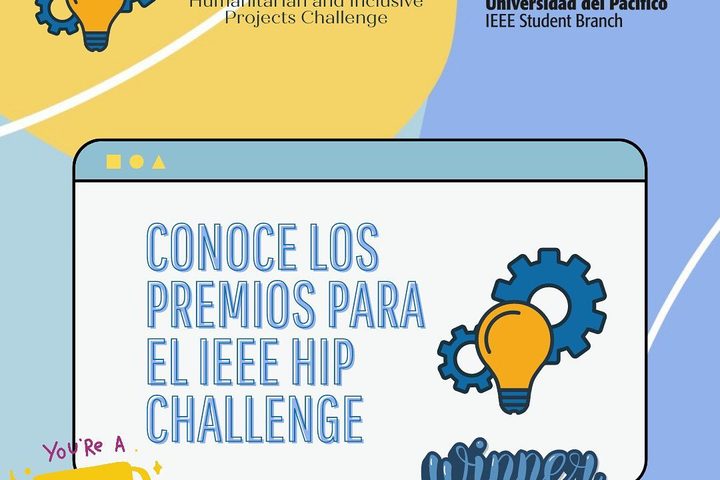 Humanitarian and Inclusive
Projects Challenge
Universidad del Pacífico
IEEE Student Branch
CONOCE LOS
PREMIOS PARA
EL IEEE HIP
CHALLENGE
YOU'RE A
winner